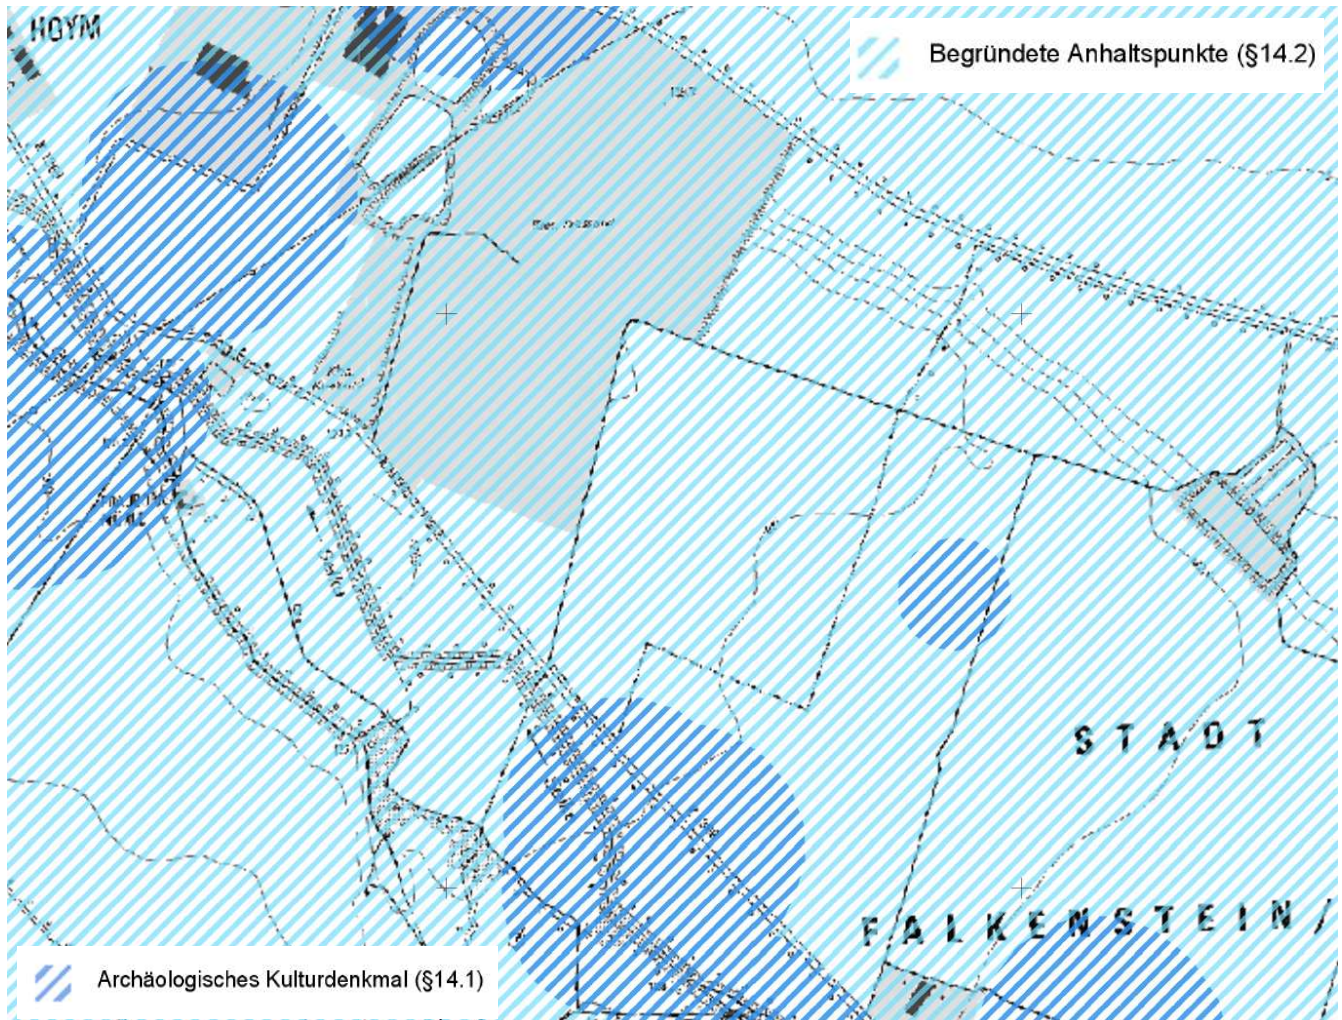 HOYM
Begründete Anhaltspunkte (§14.2)
STADT
FALKENSTEIN/
Archäologisches Kulturdenkmal (§14.1)